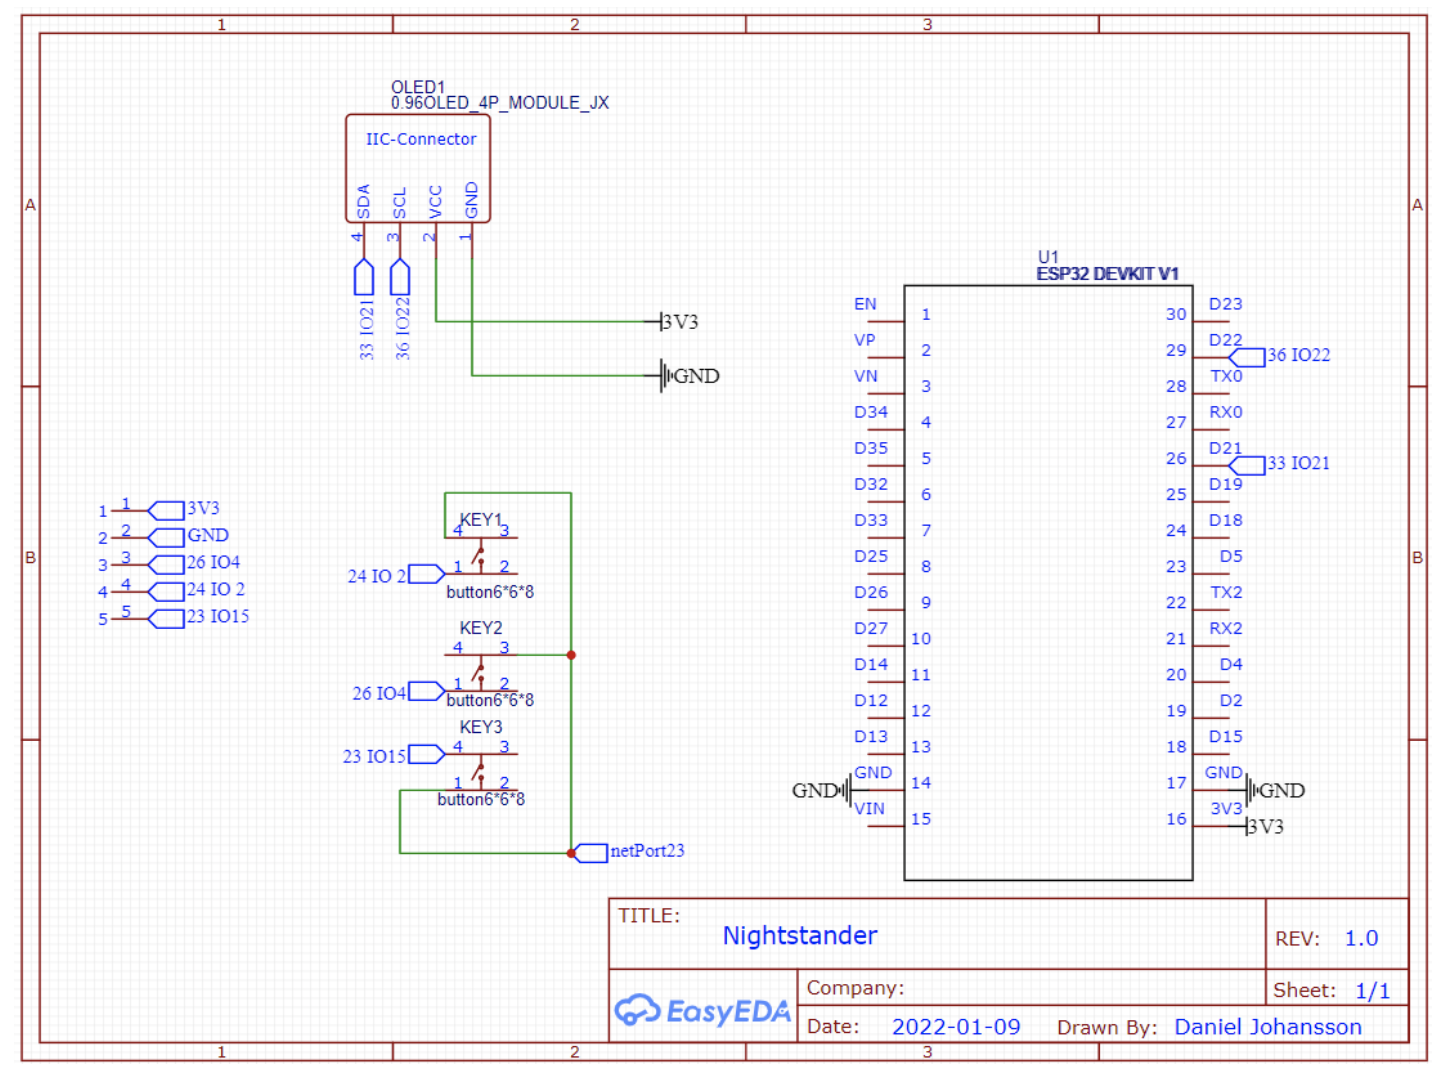 1 2 3
A A
B B
OLED1
0.96OLED_4P_MODULE_JX
IIC-Connector
SDA SCL VCC GND
4 3 2 1
33 IO21
36 IO22
3V3
GND
1 1 3V3
2 2 GND
3 3 26 IO4
4 4 24 IO 2
5 5 23 IO15
KEY1
4 3
24 IO 2 1 2
button6*6*8
KEY2
4 3
26 IO4 1 2
button6*6*8
KEY3
23 IO15 4 3
1 2
button6*6*8
netPort23
U1
ESP32 DEVKIT V1
EN 1 30 D23
VP 2 29 D22 36 IO22
VN 3 28 TX0
D34 4 27 RX0
D35 5 26 D21 33 IO21
D32 6 25 D19
D33 7 24 D18
D25 8 23 D5
D26 9 22 TX2
D27 10 21 RX2
D14 11 20 D4
D12 12 19 D2
D13 13 18 D15
GND GND 14 17 GND GND
VIN 15 16 3V3 3V3
TITLE:
Nightstander
REV: 1.0
EasyEDA
Company:
Sheet: 1/1
Date: 2022-01-09 Drawn By: Daniel Johansson
1 2 3